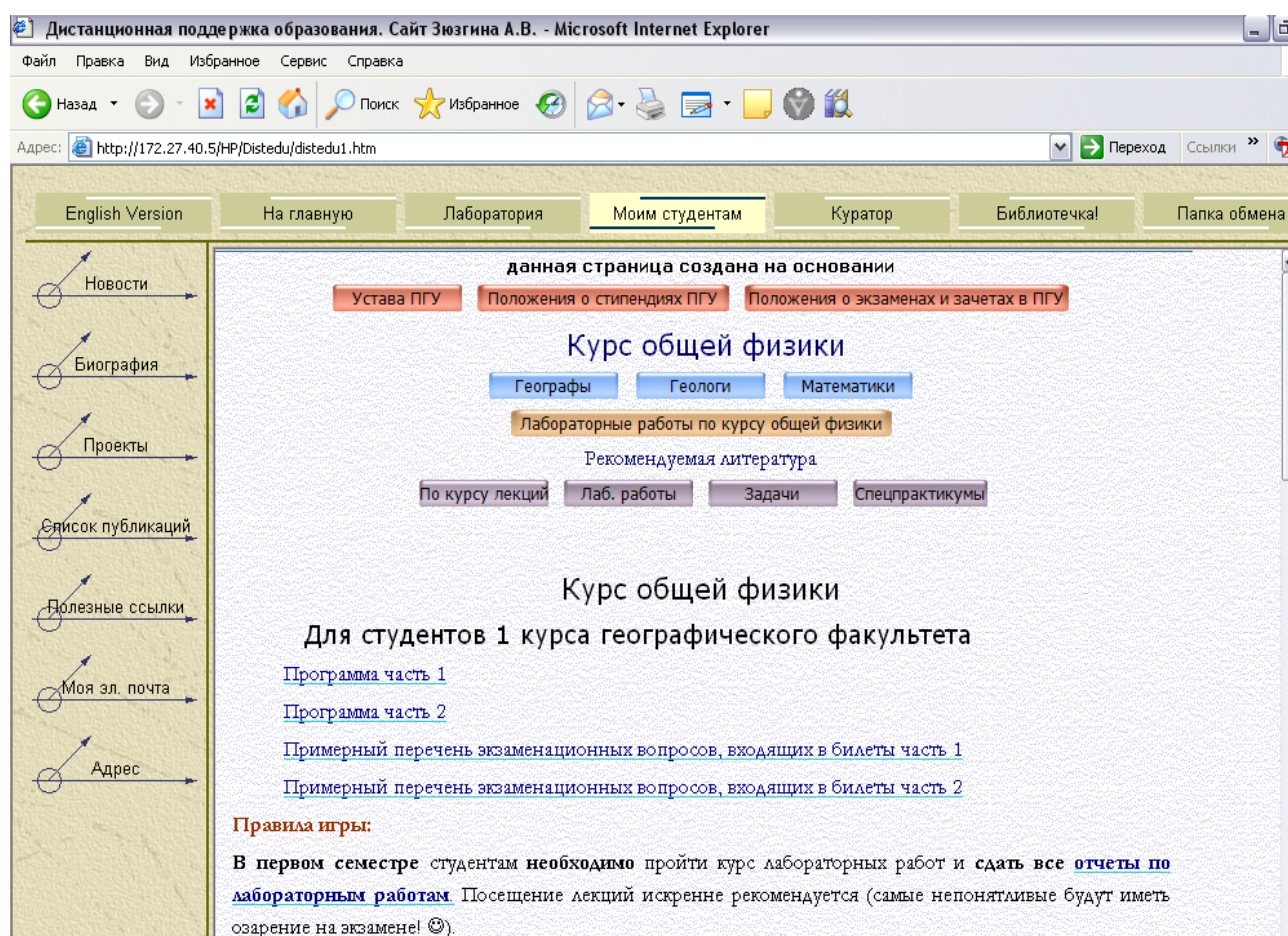 Дистанционная поддержка образования. Сайт Зюзгина А.В. - Microsoft Internet Explorer
Файл Правка Вид Избранное Сервис Справка
Назад Поиск Избранное
Адрес: http://172.27.40.5/HP/Distedu/distedu1.htm Переход Ссылки »
English Version На главную Лаборатория Моим студентам Куратор Библиотечка! Папка обмена
Новости
Биография
Проекты
Список публикаций
Полезные ссылки
Моя эл. почта
Адрес
данная страница создана на основании
Устава ПГУ Положения о стипендиях ПГУ Положения о экзаменах и зачетах в ПГУ
Курс общей физики
Географы Геологи Математики
Лабораторные работы по курсу общей физики
Рекомендуемая литература
По курсу лекций Лаб. работы Задачи Спецпрактикумы
Курс общей физики
Для студентов 1 курса географического факультета
Программа часть 1
Программа часть 2
Примерный перечень экзаменационных вопросов, входящих в билеты часть 1
Примерный перечень экзаменационных вопросов, входящих в билеты часть 2
Правила игры:
В первом семестре студентам необходимо пройти курс лабораторных работ и сдать все отчеты по
лабораторным работам. Посещение лекций искренне рекомендуется (самые непонятливые будут иметь
озарение на экзамене! ☺).